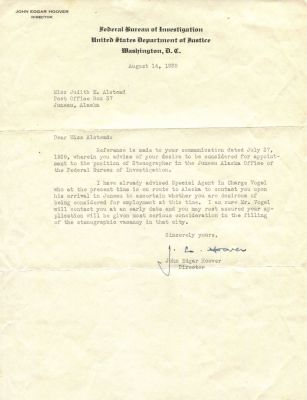 JOHN EDGAR HOOVER
DIRECTOR
Federal Bureau of Investigation
United States Department of Justice
Washington, D. C.
August 14, 1939
Miss Judith E. Alstead
Post Office Box 57
Juneau, Alaska
Dear Miss Alstead:
Reference is made to your communication dated July 27,
1939, wherein you advise of your desire to be considered for appoint-
ment to the position of Stenographer in the Juneau Alaska Office of
the Federal Bureau of Investigation.
I have already advised Special Agent in Charge Vogel
who at the present time is en route to Alaska to contact you upon
his arrival in Juneau to ascertain whether you are desirous of
being considered for employment at this time. I am sure Mr. Vogel
will contact you at an early date and you may rest assured your ap-
plication will be given most serious consideration in the filling
of the stenographic vacancy in that city.
Sincerely yours,
J. E. Hoover
John Edgar Hoover
Director